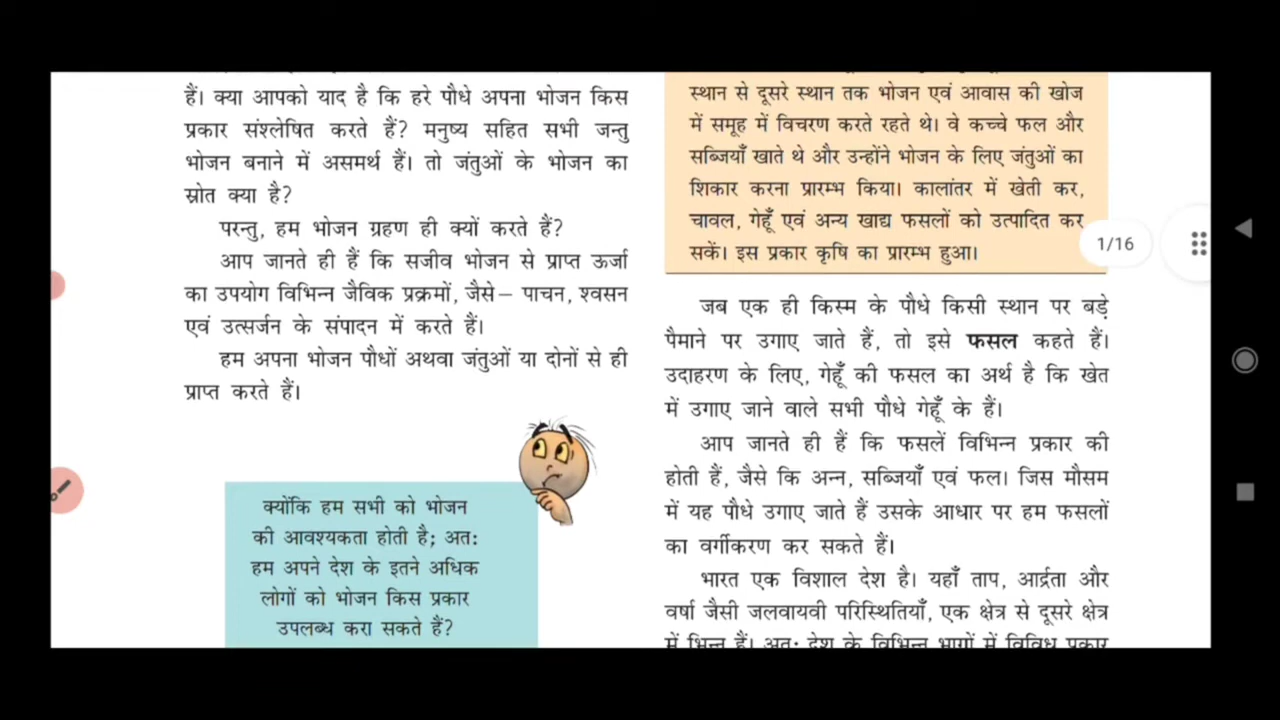 हैं। क्या आपको याद है कि हरे पौधे अपना भोजन किस
प्रकार संश्लेषित करते हैं? मनुष्य सहित सभी जन्तु
भोजन बनाने में असमर्थ हैं। तो जंतुओं के भोजन का
स्रोत क्या है?
परन्तु, हम भोजन ग्रहण ही क्यों करते हैं?
आप जानते ही हैं कि सजीव भोजन से प्राप्त ऊर्जा
का उपयोग विभिन्न जैविक प्रक्रमों, जैसे– पाचन, श्वसन
एवं उत्सर्जन के संपादन में करते हैं।
हम अपना भोजन पौधों अथवा जंतुओं या दोनों से ही
प्राप्त करते हैं।
क्योंकि हम सभी को भोजन
की आवश्यकता होती है; अतः
हम अपने देश के इतने अधिक
लोगों को भोजन किस प्रकार
उपलब्ध करा सकते हैं?
स्थान से दूसरे स्थान तक भोजन एवं आवास की खोज
में समूह में विचरण करते रहते थे। वे कच्चे फल और
सब्जियाँ खाते थे और उन्होंने भोजन के लिए जंतुओं का
शिकार करना प्रारम्भ किया। कालांतर में खेती कर,
चावल, गेहूँ एवं अन्य खाद्य फसलों को उत्पादित कर
सकें। इस प्रकार कृषि का प्रारम्भ हुआ।
1/16
जब एक ही किस्म के पौधे किसी स्थान पर बड़े
पैमाने पर उगाए जाते हैं, तो इसे फसल कहते हैं।
उदाहरण के लिए, गेहूँ की फसल का अर्थ है कि खेत
में उगाए जाने वाले सभी पौधे गेहूँ के हैं।
आप जानते ही हैं कि फसलें विभिन्न प्रकार की
होती हैं, जैसे कि अन्न, सब्जियाँ एवं फल। जिस मौसम
में यह पौधे उगाए जाते हैं उसके आधार पर हम फसलों
का वर्गीकरण कर सकते हैं।
भारत एक विशाल देश है। यहाँ ताप, आर्द्रता और
वर्षा जैसी जलवायवी परिस्थितियाँ, एक क्षेत्र से दूसरे क्षेत्र
में भिन्न हैं। अतः देश के विभिन्न भागों में विविध प्रकार